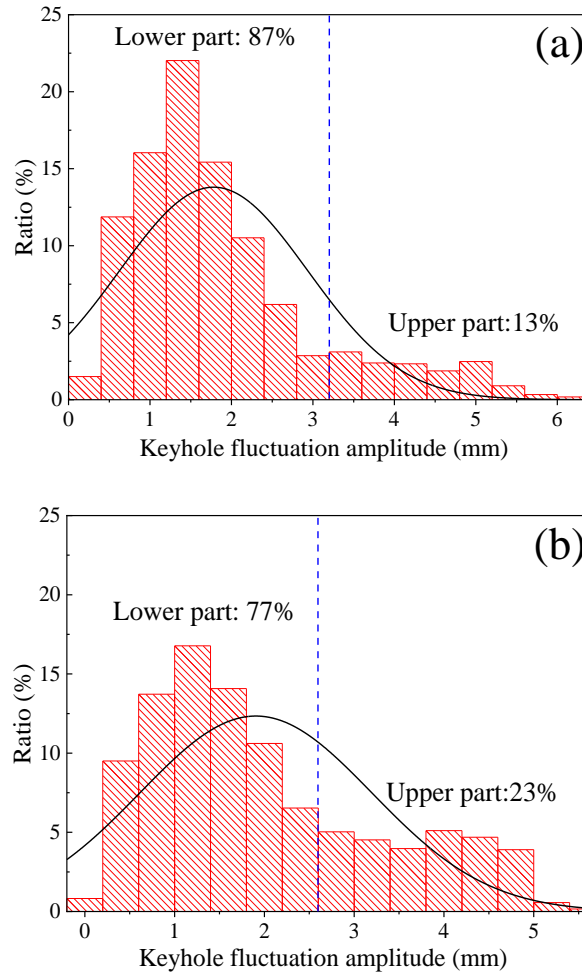 25
Lower part: 87%
(a)
20
15
Ratio (%)
10
Upper part:13%
5
0
0 1 2 3 4 5 6
Keyhole fluctuation amplitude (mm)
25
(b)
20
Lower part: 77%
15
Ratio (%)
10
Upper part:23%
5
0
0 1 2 3 4 5
Keyhole fluctuation amplitude (mm)